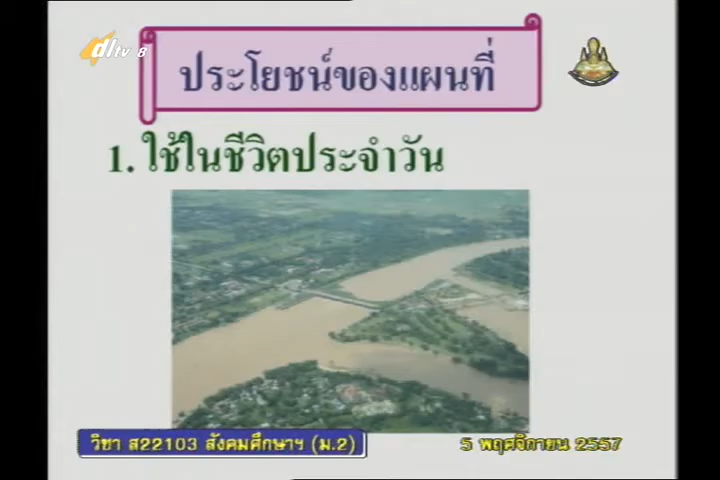 dltv 8
ประโยชน์ของแผนที่
1. ใช้ในชีวิตประจำวัน
วิชา ส22103 สังคมศึกษาฯ (ม.2)
5 พฤศจิกายน 2557